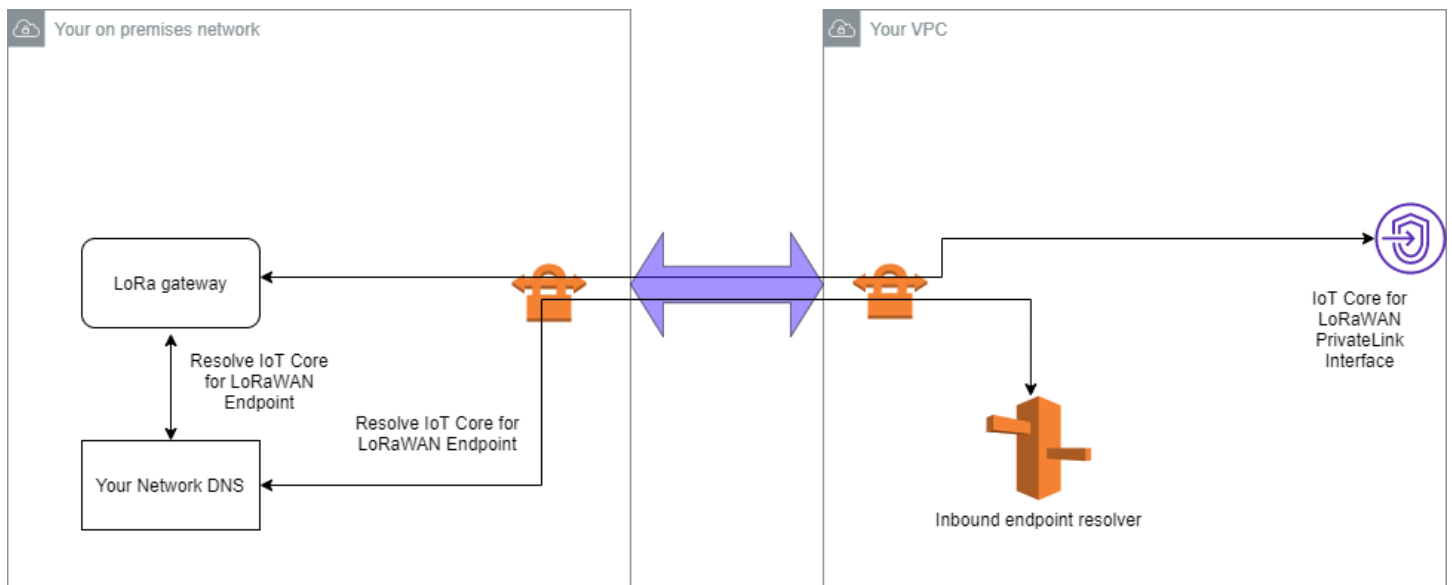 Your on premises network
Your VPC
LoRa gateway
Resolve IoT Core
for LoRaWAN
Endpoint
Your Network DNS
Resolve IoT Core for
LoRaWAN Endpoint
IoT Core for
LoRaWAN
PrivateLink
Interface
Inbound endpoint resolver